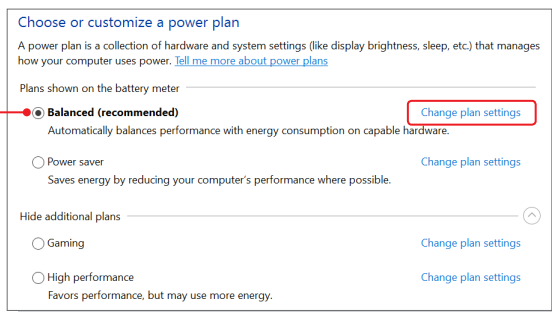 Choose or customize a power plan
A power plan is a collection of hardware and system settings (like display brightness, sleep, etc.) that manages
how your computer uses power. Tell me more about power plans
Plans shown on the battery meter
Balanced (recommended) Change plan settings
Automatically balances performance with energy consumption on capable hardware.
Power saver Change plan settings
Saves energy by reducing your computer's performance where possible.
Hide additional plans
Gaming Change plan settings
High performance Change plan settings
Favors performance, but may use more energy.